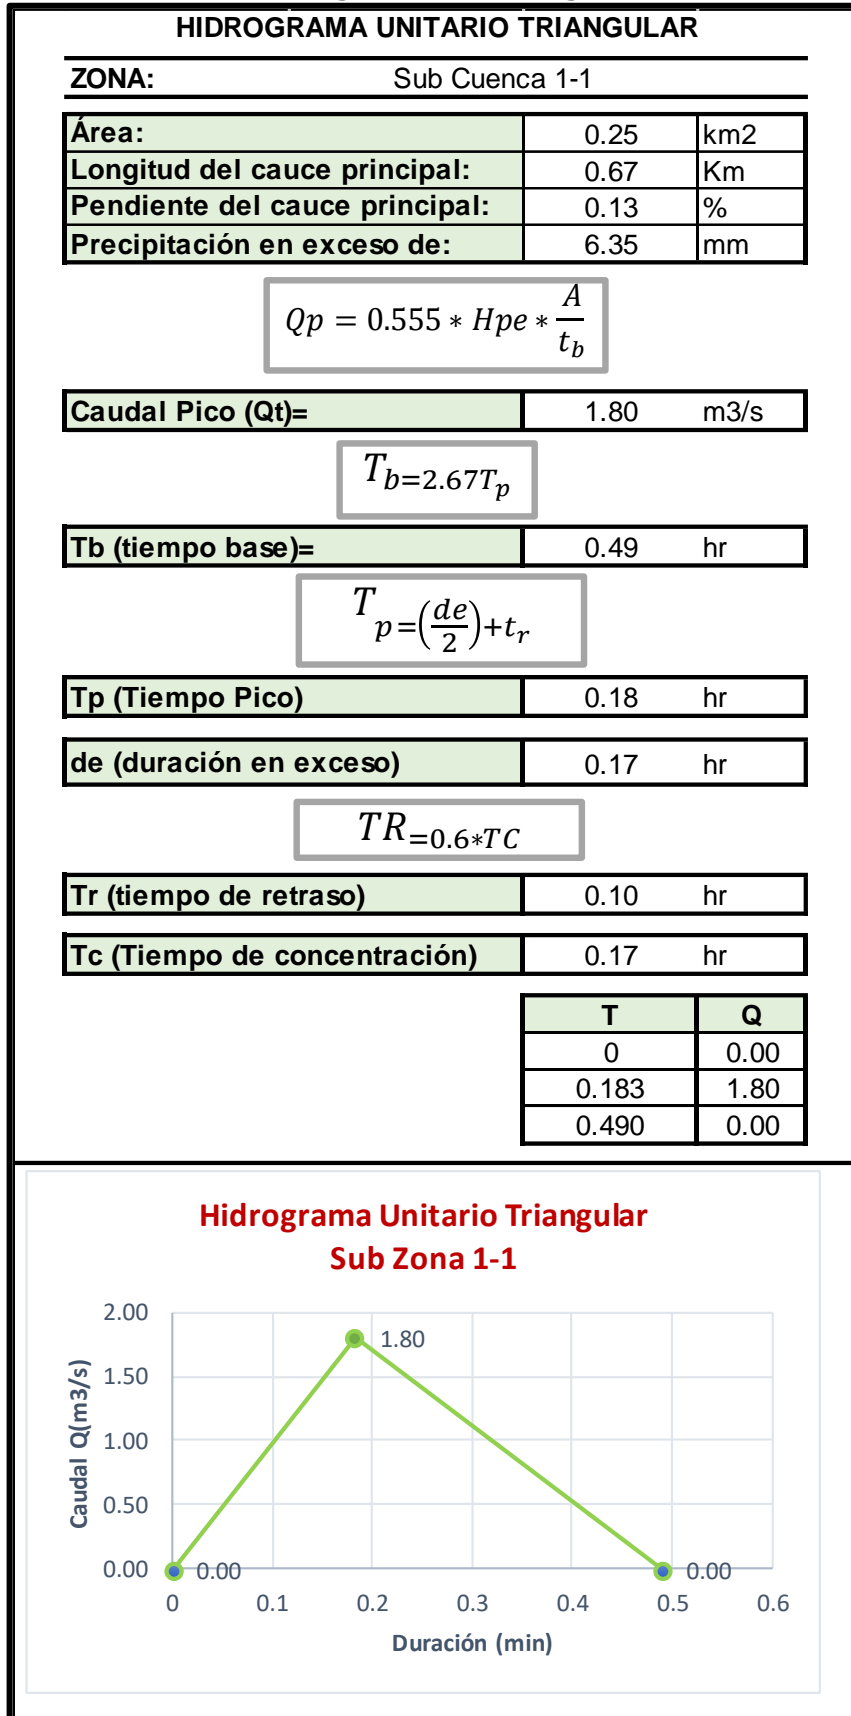 HIDROGRAMA UNITARIO TRIANGULAR
ZONA: Sub Cuenca 1-1
Área: 0.25 km2
Longitud del cauce principal: 0.67 Km
Pendiente del cauce principal: 0.13 %
Precipitación en exceso de: 6.35 mm
Qp = 0.555 * Hpe * A/t_b
Caudal Pico (Qt)= 1.80 m3/s
T_b=2.67T_p
Tb (tiempo base)= 0.49 hr
T_p=(de/2)+t_r
Tp (Tiempo Pico) 0.18 hr
de (duración en exceso) 0.17 hr
TR=0.6*TC
Tr (tiempo de retraso) 0.10 hr
Tc (Tiempo de concentración) 0.17 hr
T Q
0 0.00
0.183 1.80
0.490 0.00
Hidrograma Unitario Triangular
Sub Zona 1-1
Caudal Q(m3/s)
2.00
1.50
1.00
0.50
0.00
1.80
0.00
0.00
0 0.1 0.2 0.3 0.4 0.5 0.6
Duración (min)